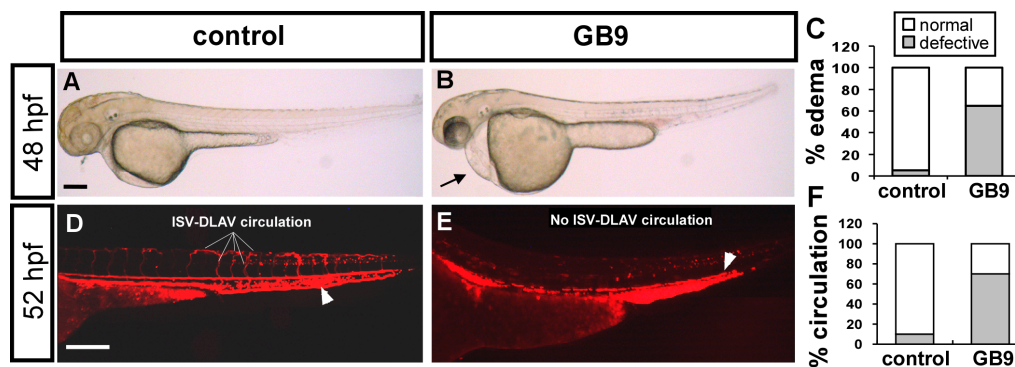 control
GB9
48 hpf
A
B
52 hpf
D
ISV-DLAV circulation
E
No ISV-DLAV circulation
C
normal
defective
% edema
120
100
80
60
40
20
0
control
GB9
F
% circulation
120
100
80
60
40
20
0
control
GB9